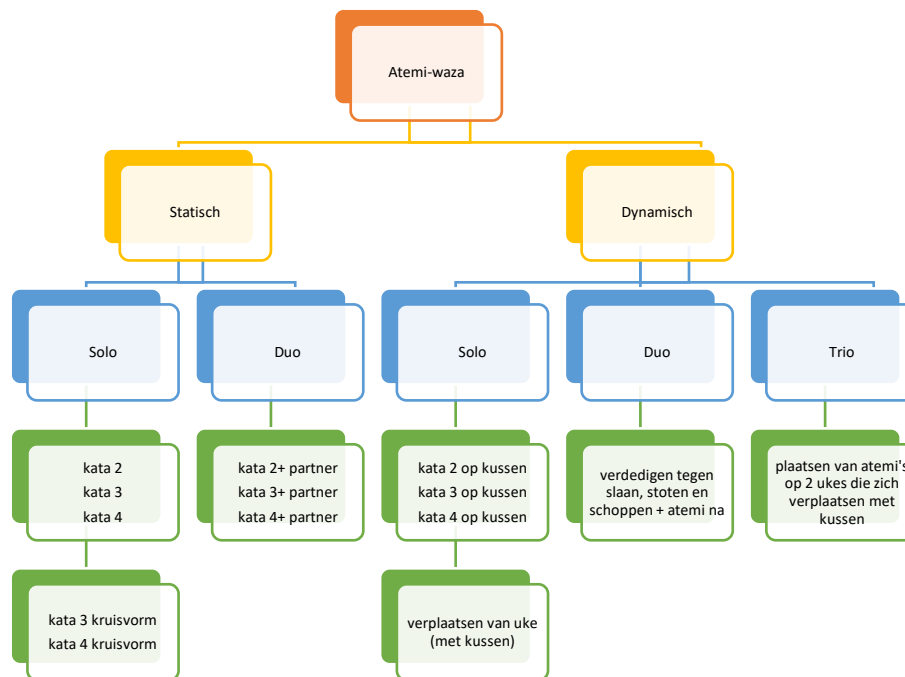 Atemi-waza
Statisch
Dynamisch
Solo
Duo
Solo
Duo
Trio
kata 2
kata 3
kata 4
kata 2+ partner
kata 3+ partner
kata 4+ partner
kata 2 op kussen
kata 3 op kussen
kata 4 op kussen
verdedigen tegen
slaan, stoten en
schoppen + atemi na
plaatsen van atemi's
op 2 ukes die zich
verplaatsen met
kussen
kata 3 kruisvorm
kata 4 kruisvorm
verplaatsen van uke
(met kussen)